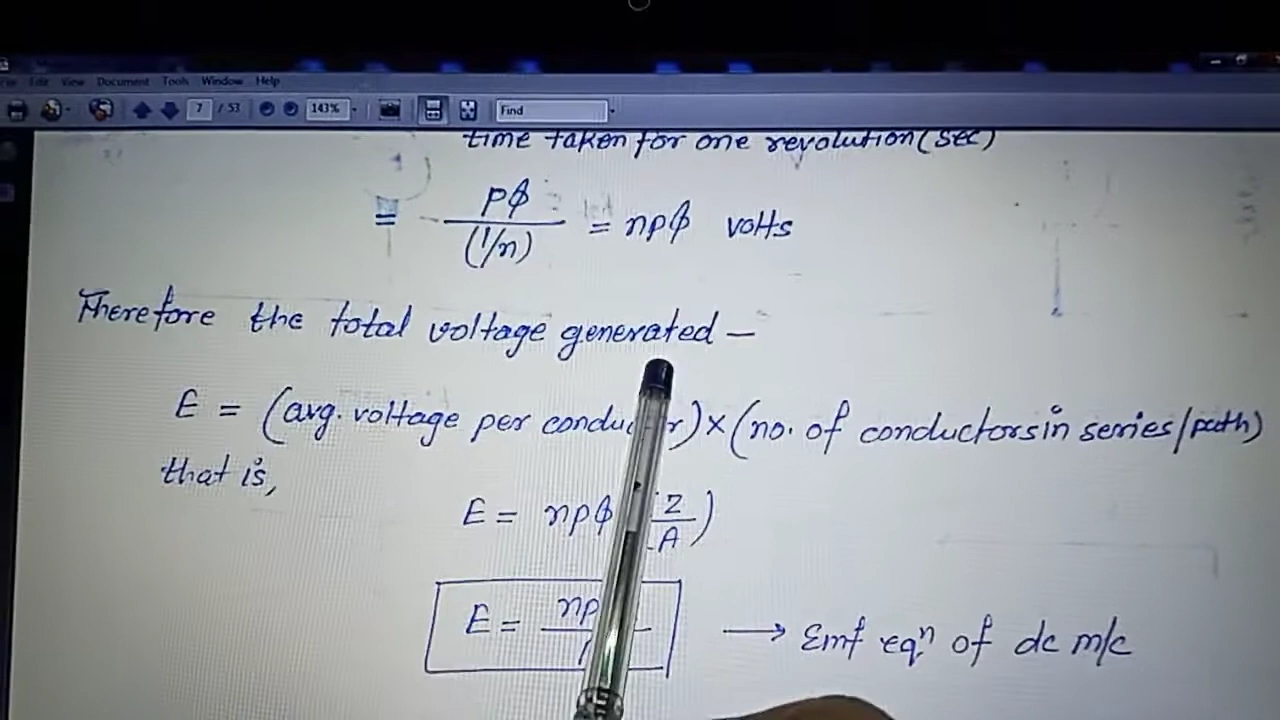 File Edit View Document Tools Window Help
7 / 53 143% Find
time taken for one revolution (sec)
= pϕ/(1/n) = npϕ volts
Therefore the total voltage generated –
E = (avg. voltage per conductor) × (no. of conductors in series/path)
that is,
E = npϕ (Z/A)
E = np
→ Emf eqⁿ of dc m/c